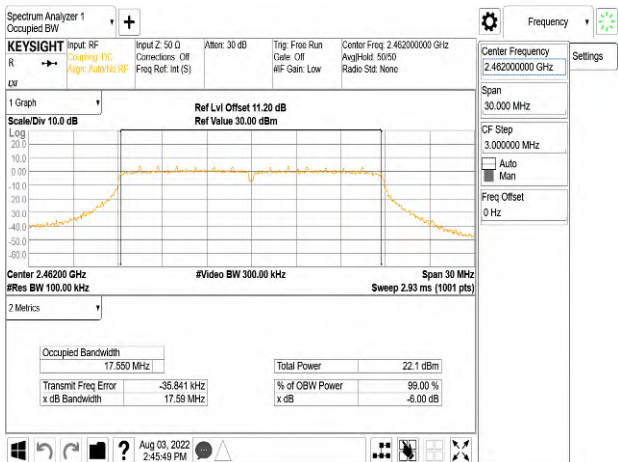 Spectrum Analyzer 1
Occupied BW
Frequency
KEYSIGHT
Input: RF
Coupling: DC
Align: Auto/No RF
Input Z: 50 Ω
Corrections: Off
Freq Ref: Int (S)
Atten: 30 dB
Trig: Free Run
Gate: Off
#IF Gain: Low
Center Freq: 2.462000000 GHz
Avg|Hold: 50/50
Radio Std: None
R
Center Frequency
2.462000000 GHz
Settings
Span
30.000 MHz
CF Step
3.000000 MHz
Auto
Man
Freq Offset
0 Hz
1 Graph
Scale/Div 10.0 dB
Ref Lvl Offset 11.20 dB
Ref Value 30.00 dBm
Log
20.0
10.0
0.00
-10.0
-20.0
-30.0
-40.0
-50.0
-60.0
Center 2.46200 GHz
#Video BW 300.00 kHz
Span 30 MHz
#Res BW 100.00 kHz
Sweep 2.93 ms (1001 pts)
2 Metrics
Occupied Bandwidth
17.550 MHz
Total Power
22.1 dBm
Transmit Freq Error
-35.841 kHz
% of OBW Power
99.00 %
x dB Bandwidth
17.59 MHz
x dB
-6.00 dB
?
Aug 03, 2022
2:45:49 PM